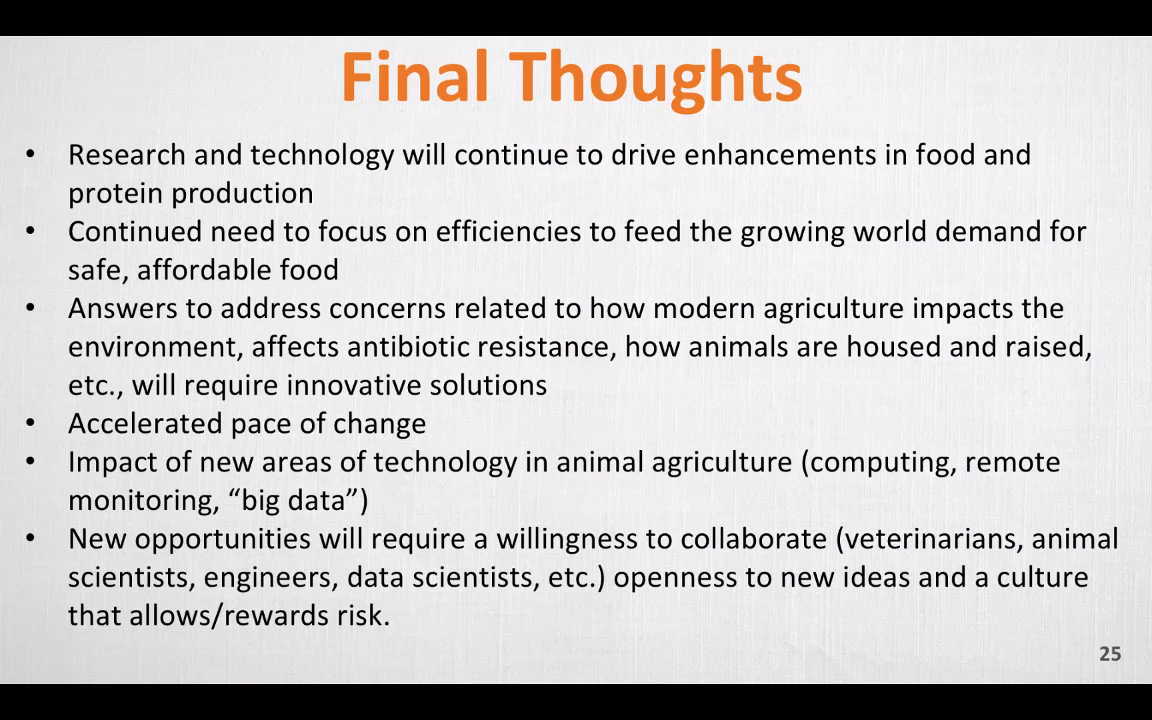 Final Thoughts
• Research and technology will continue to drive enhancements in food and
protein production
• Continued need to focus on efficiencies to feed the growing world demand for
safe, affordable food
• Answers to address concerns related to how modern agriculture impacts the
environment, affects antibiotic resistance, how animals are housed and raised,
etc., will require innovative solutions
• Accelerated pace of change
• Impact of new areas of technology in animal agriculture (computing, remote
monitoring, “big data”)
• New opportunities will require a willingness to collaborate (veterinarians, animal
scientists, engineers, data scientists, etc.) openness to new ideas and a culture
that allows/rewards risk.
25